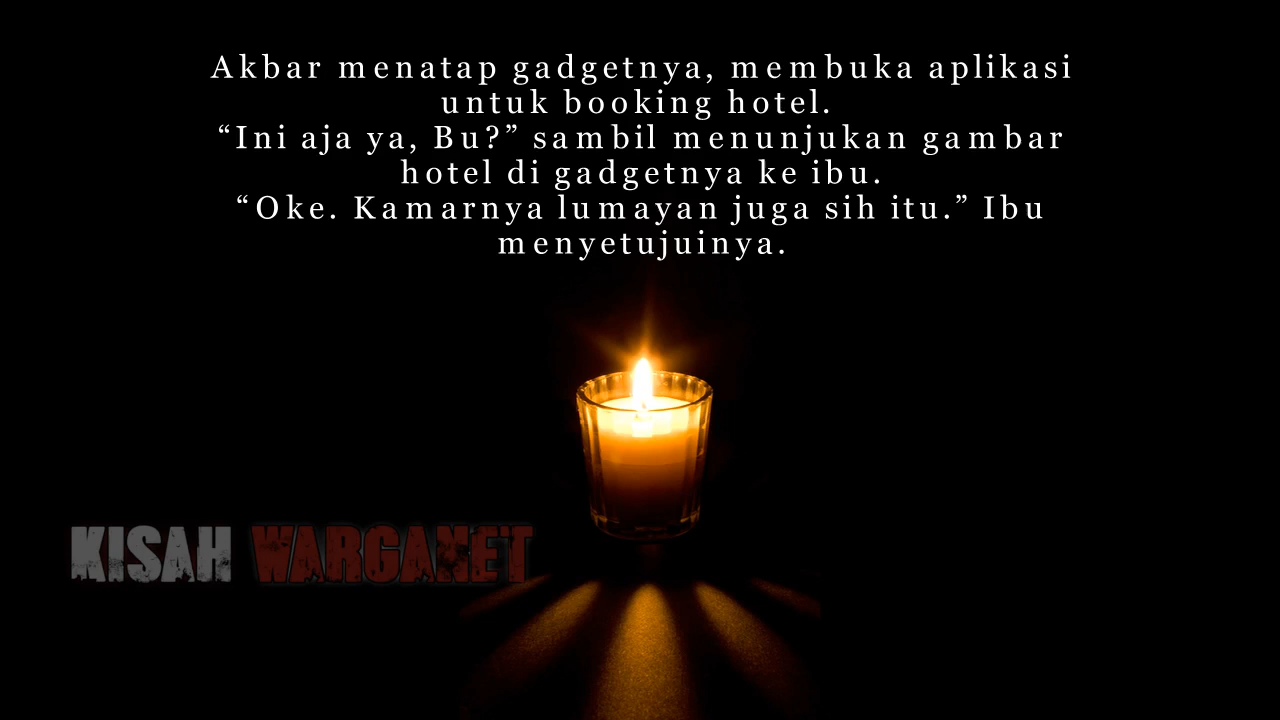 Akbar menatap gadgetnya, membuka aplikasi
untuk booking hotel.
“Ini aja ya, Bu?” sambil menunjukan gambar
hotel di gadgetnya ke ibu.
“Oke. Kamarnya lumayan juga sih itu.” Ibu
menyetujuinya.
KISAH WARGANET